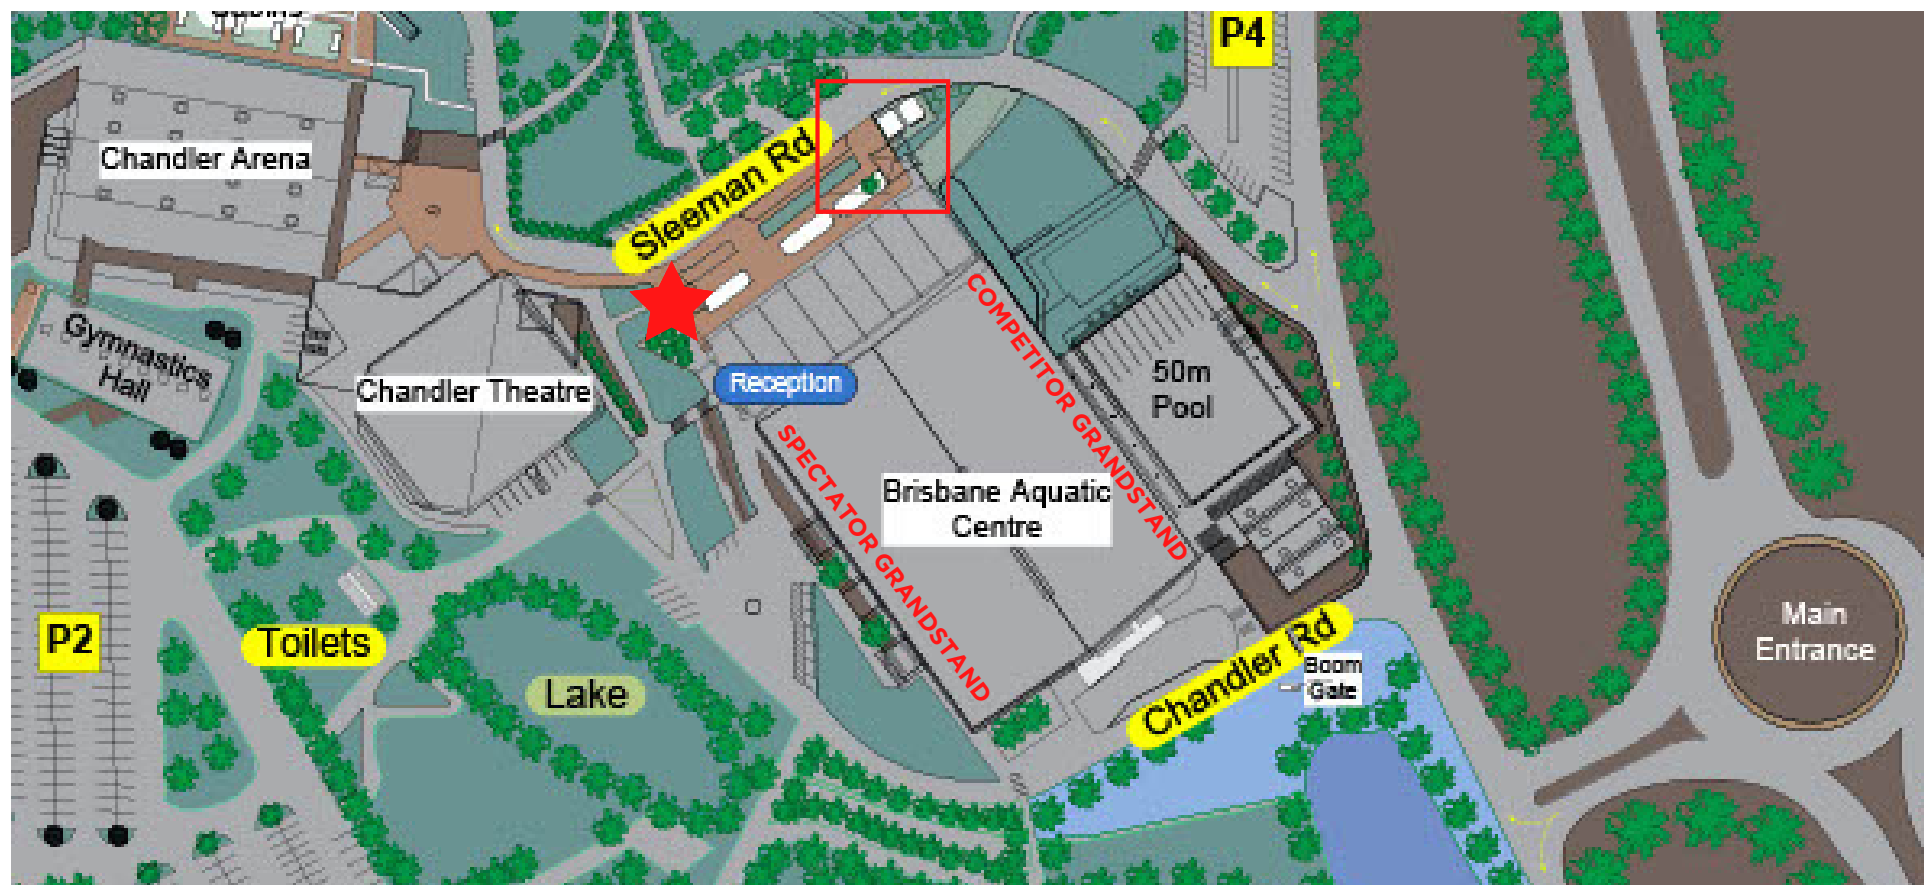 P4
Chandler Arena
Sleeman Rd
Gymnastics
Hall
Chandler Theatre
Reception
COMPETITOR GRANDSTAND
50m
Pool
SPECTATOR GRANDSTAND
Brisbane Aquatic
Centre
P2
Toilets
Lake
Chandler Rd
Boom
Gate
Main
Entrance